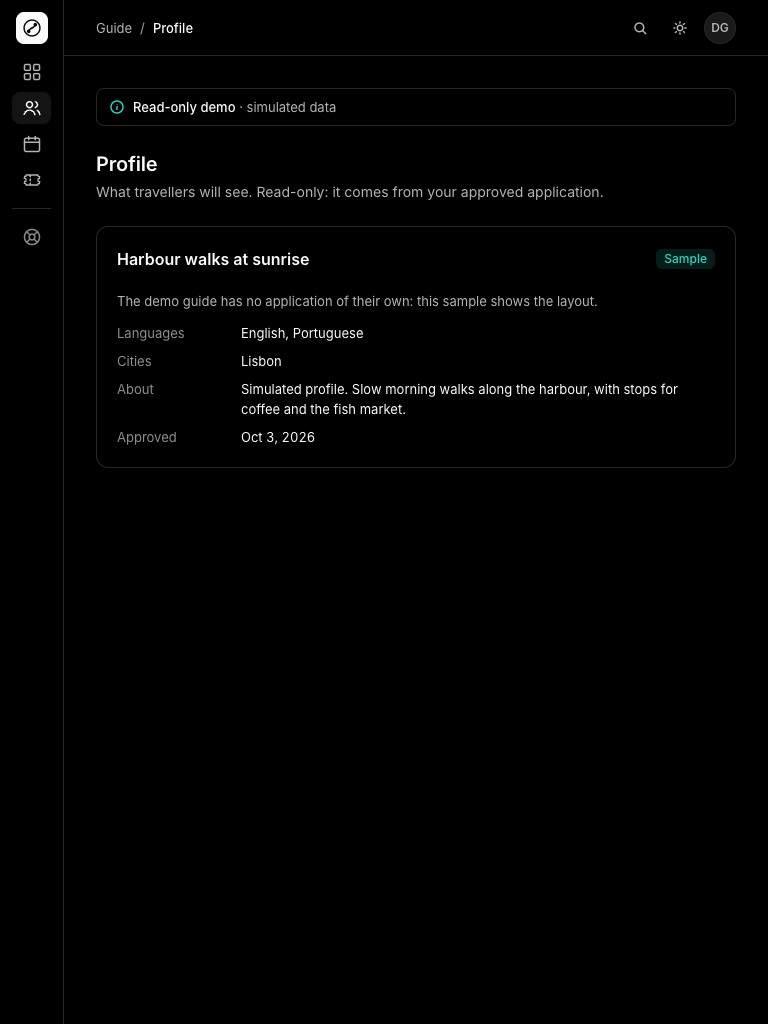 Guide / Profile
DG
Read-only demo · simulated data
Profile
What travellers will see. Read-only: it comes from your approved application.
Harbour walks at sunrise
Sample
The demo guide has no application of their own: this sample shows the layout.
Languages English, Portuguese
Cities Lisbon
About Simulated profile. Slow morning walks along the harbour, with stops for
coffee and the fish market.
Approved Oct 3, 2026